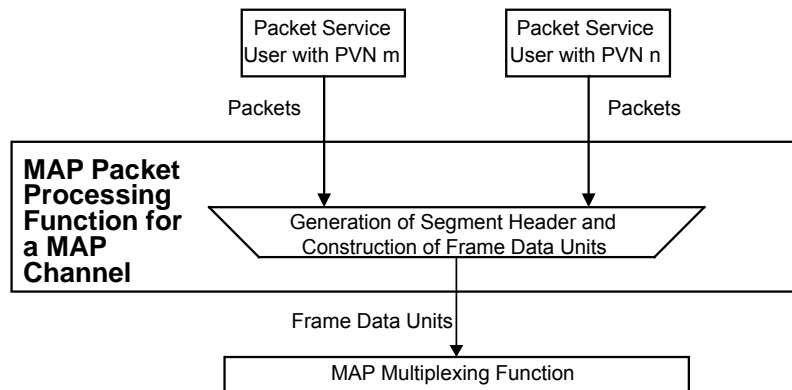 Packet Service
User with PVN m
Packet Service
User with PVN n
Packets
Packets
MAP Packet
Processing
Function for
a MAP
Channel
Generation of Segment Header and
Construction of Frame Data Units
Frame Data Units
MAP Multiplexing Function